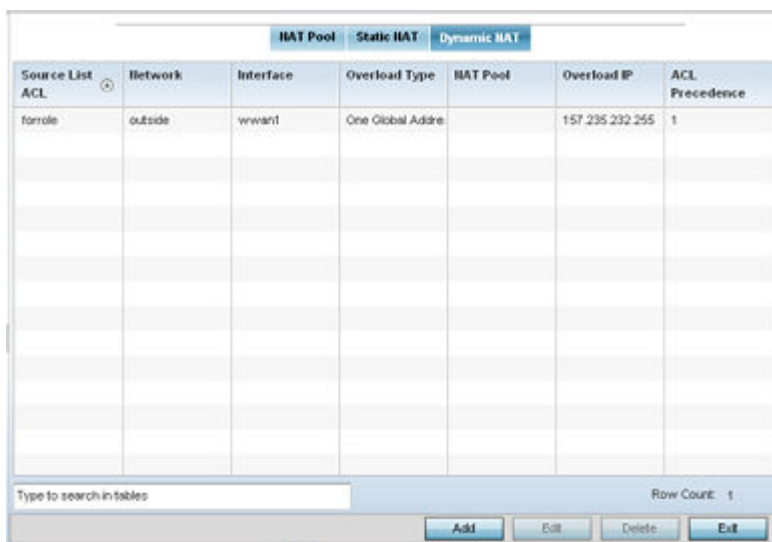 NAT Pool Static NAT Dynamic NAT
Source List ACL Network Interface Overload Type NAT Pool Overload IP ACL Precedence
forrole outside wwan1 One Global Addre 157.235.232.255 1
Type to search in tables Row Count: 1
Add Edit Delete Exit